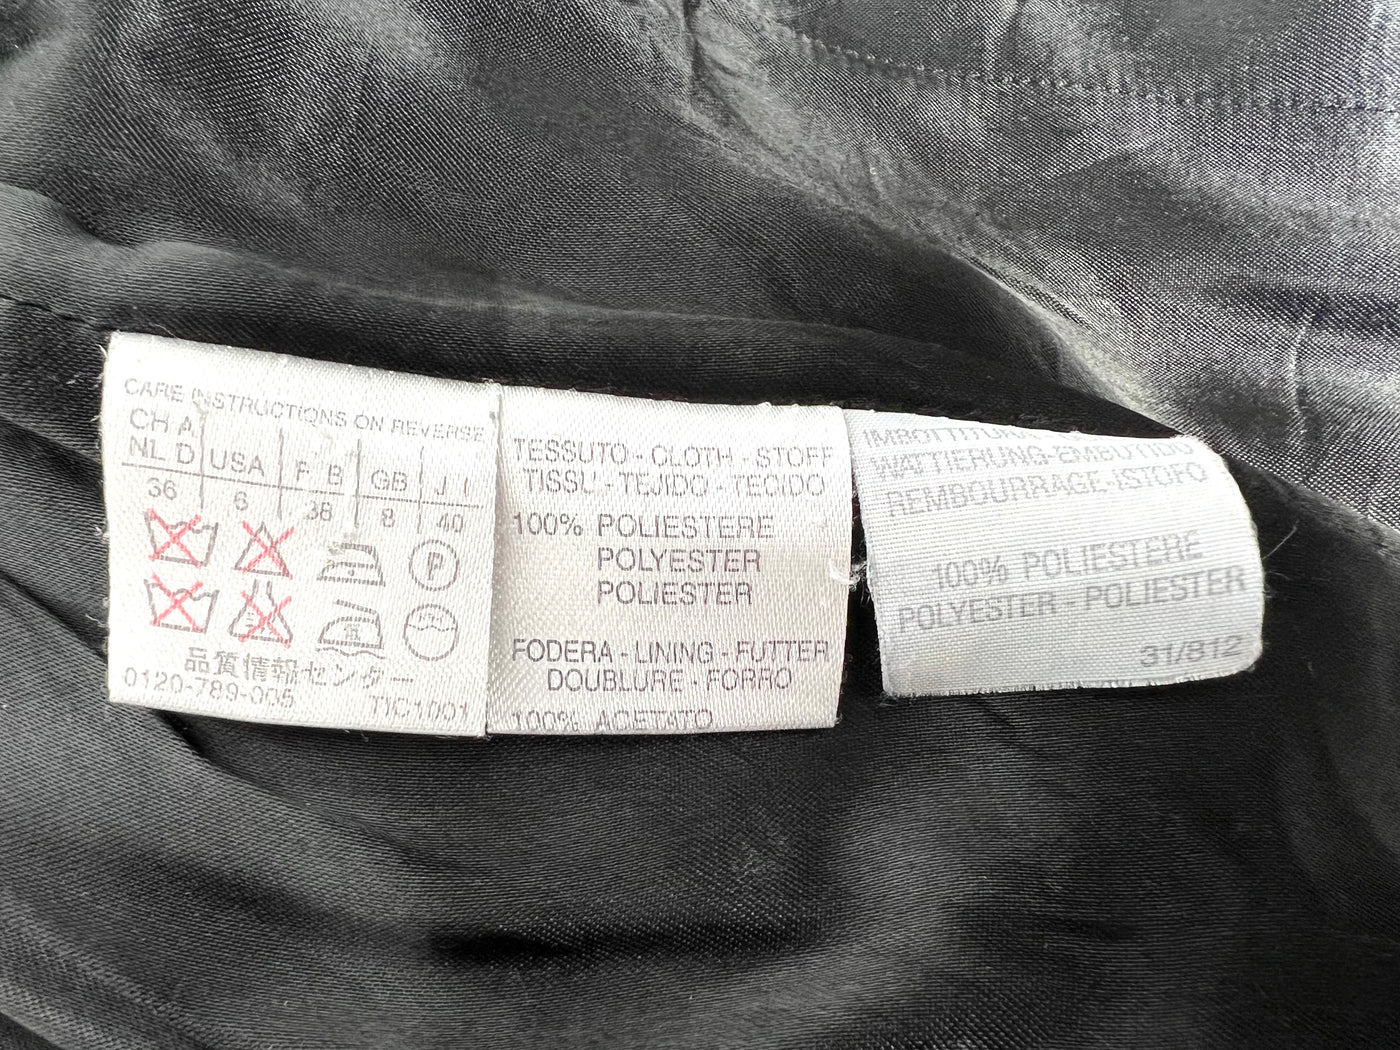 CARE INSTRUCTIONS ON REVERSE
CH A
NL D USA F B GB J I
36 6 38 8 40
P
品質情報センター
0120-789-005
TIC1001
TESSUTO - CLOTH - STOFF
TISSU - TEJIDO - TECIDO
100% POLIESTERE
POLYESTER
POLIESTER
FODERA - LINING - FUTTER
DOUBLURE - FORRO
100% ACETATO
IMBOTTITURA
WATTIERUNG-EMBUTIDO
REMBOURRAGE-ISTOFO
100% POLIESTERE
POLYESTER - POLIESTER
31/812